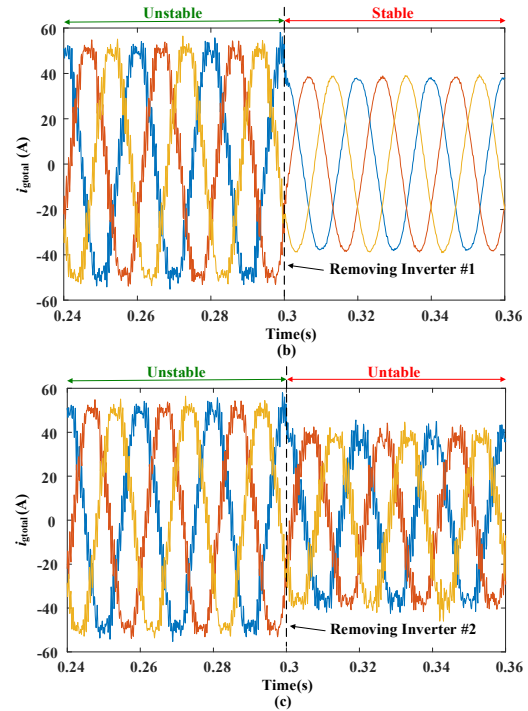 Unstable Stable
60
40
20
0
-20
-40
-60
i_gtotal (A)
Removing Inverter #1
0.24 0.26 0.28 0.3 0.32 0.34 0.36
Time(s)
(b)
Unstable Untable
60
40
20
0
-20
-40
-60
i_gtotal (A)
Removing Inverter #2
0.24 0.26 0.28 0.3 0.32 0.34 0.36
Time(s)
(c)